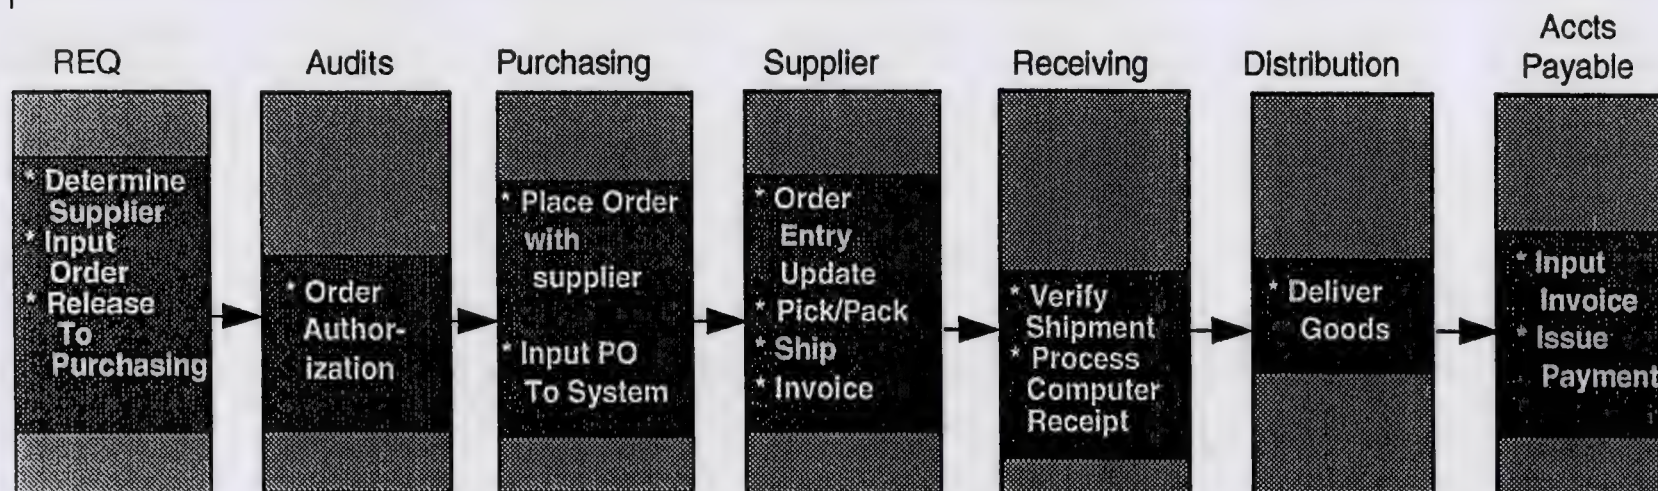 REQ
* Determine
Supplier
* Input
Order
* Release
To
Purchasing
Audits
* Order
Author-
ization
Purchasing
* Place Order
with
supplier
* Input PO
To System
Supplier
* Order
Entry
Update
* Pick/Pack
* Ship
* Invoice
Receiving
* Verify
Shipment
* Process
Computer
Receipt
Distribution
* Deliver
Goods
Accts
Payable
* Input
Invoice
* Issue
Payment